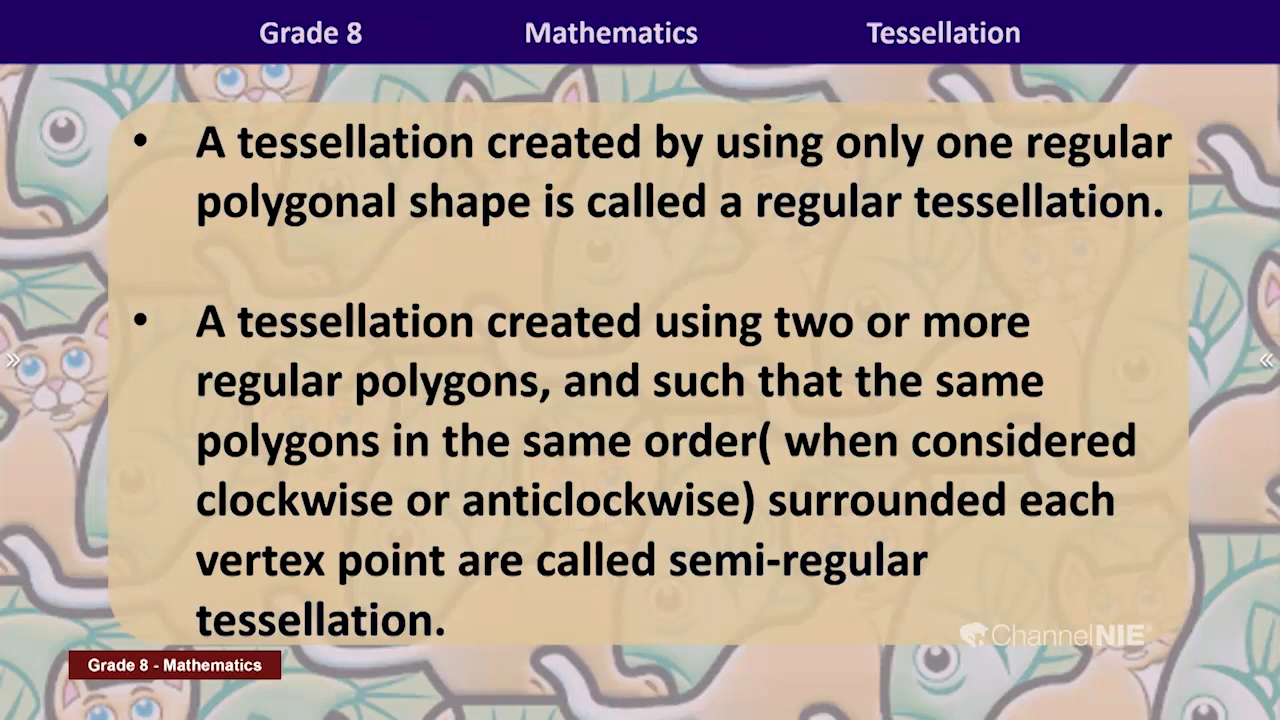 Grade 8 Mathematics Tessellation
• A tessellation created by using only one regular
polygonal shape is called a regular tessellation.
• A tessellation created using two or more
regular polygons, and such that the same
polygons in the same order( when considered
clockwise or anticlockwise) surrounded each
vertex point are called semi-regular
tessellation.
ChannelNIE
Grade 8 - Mathematics